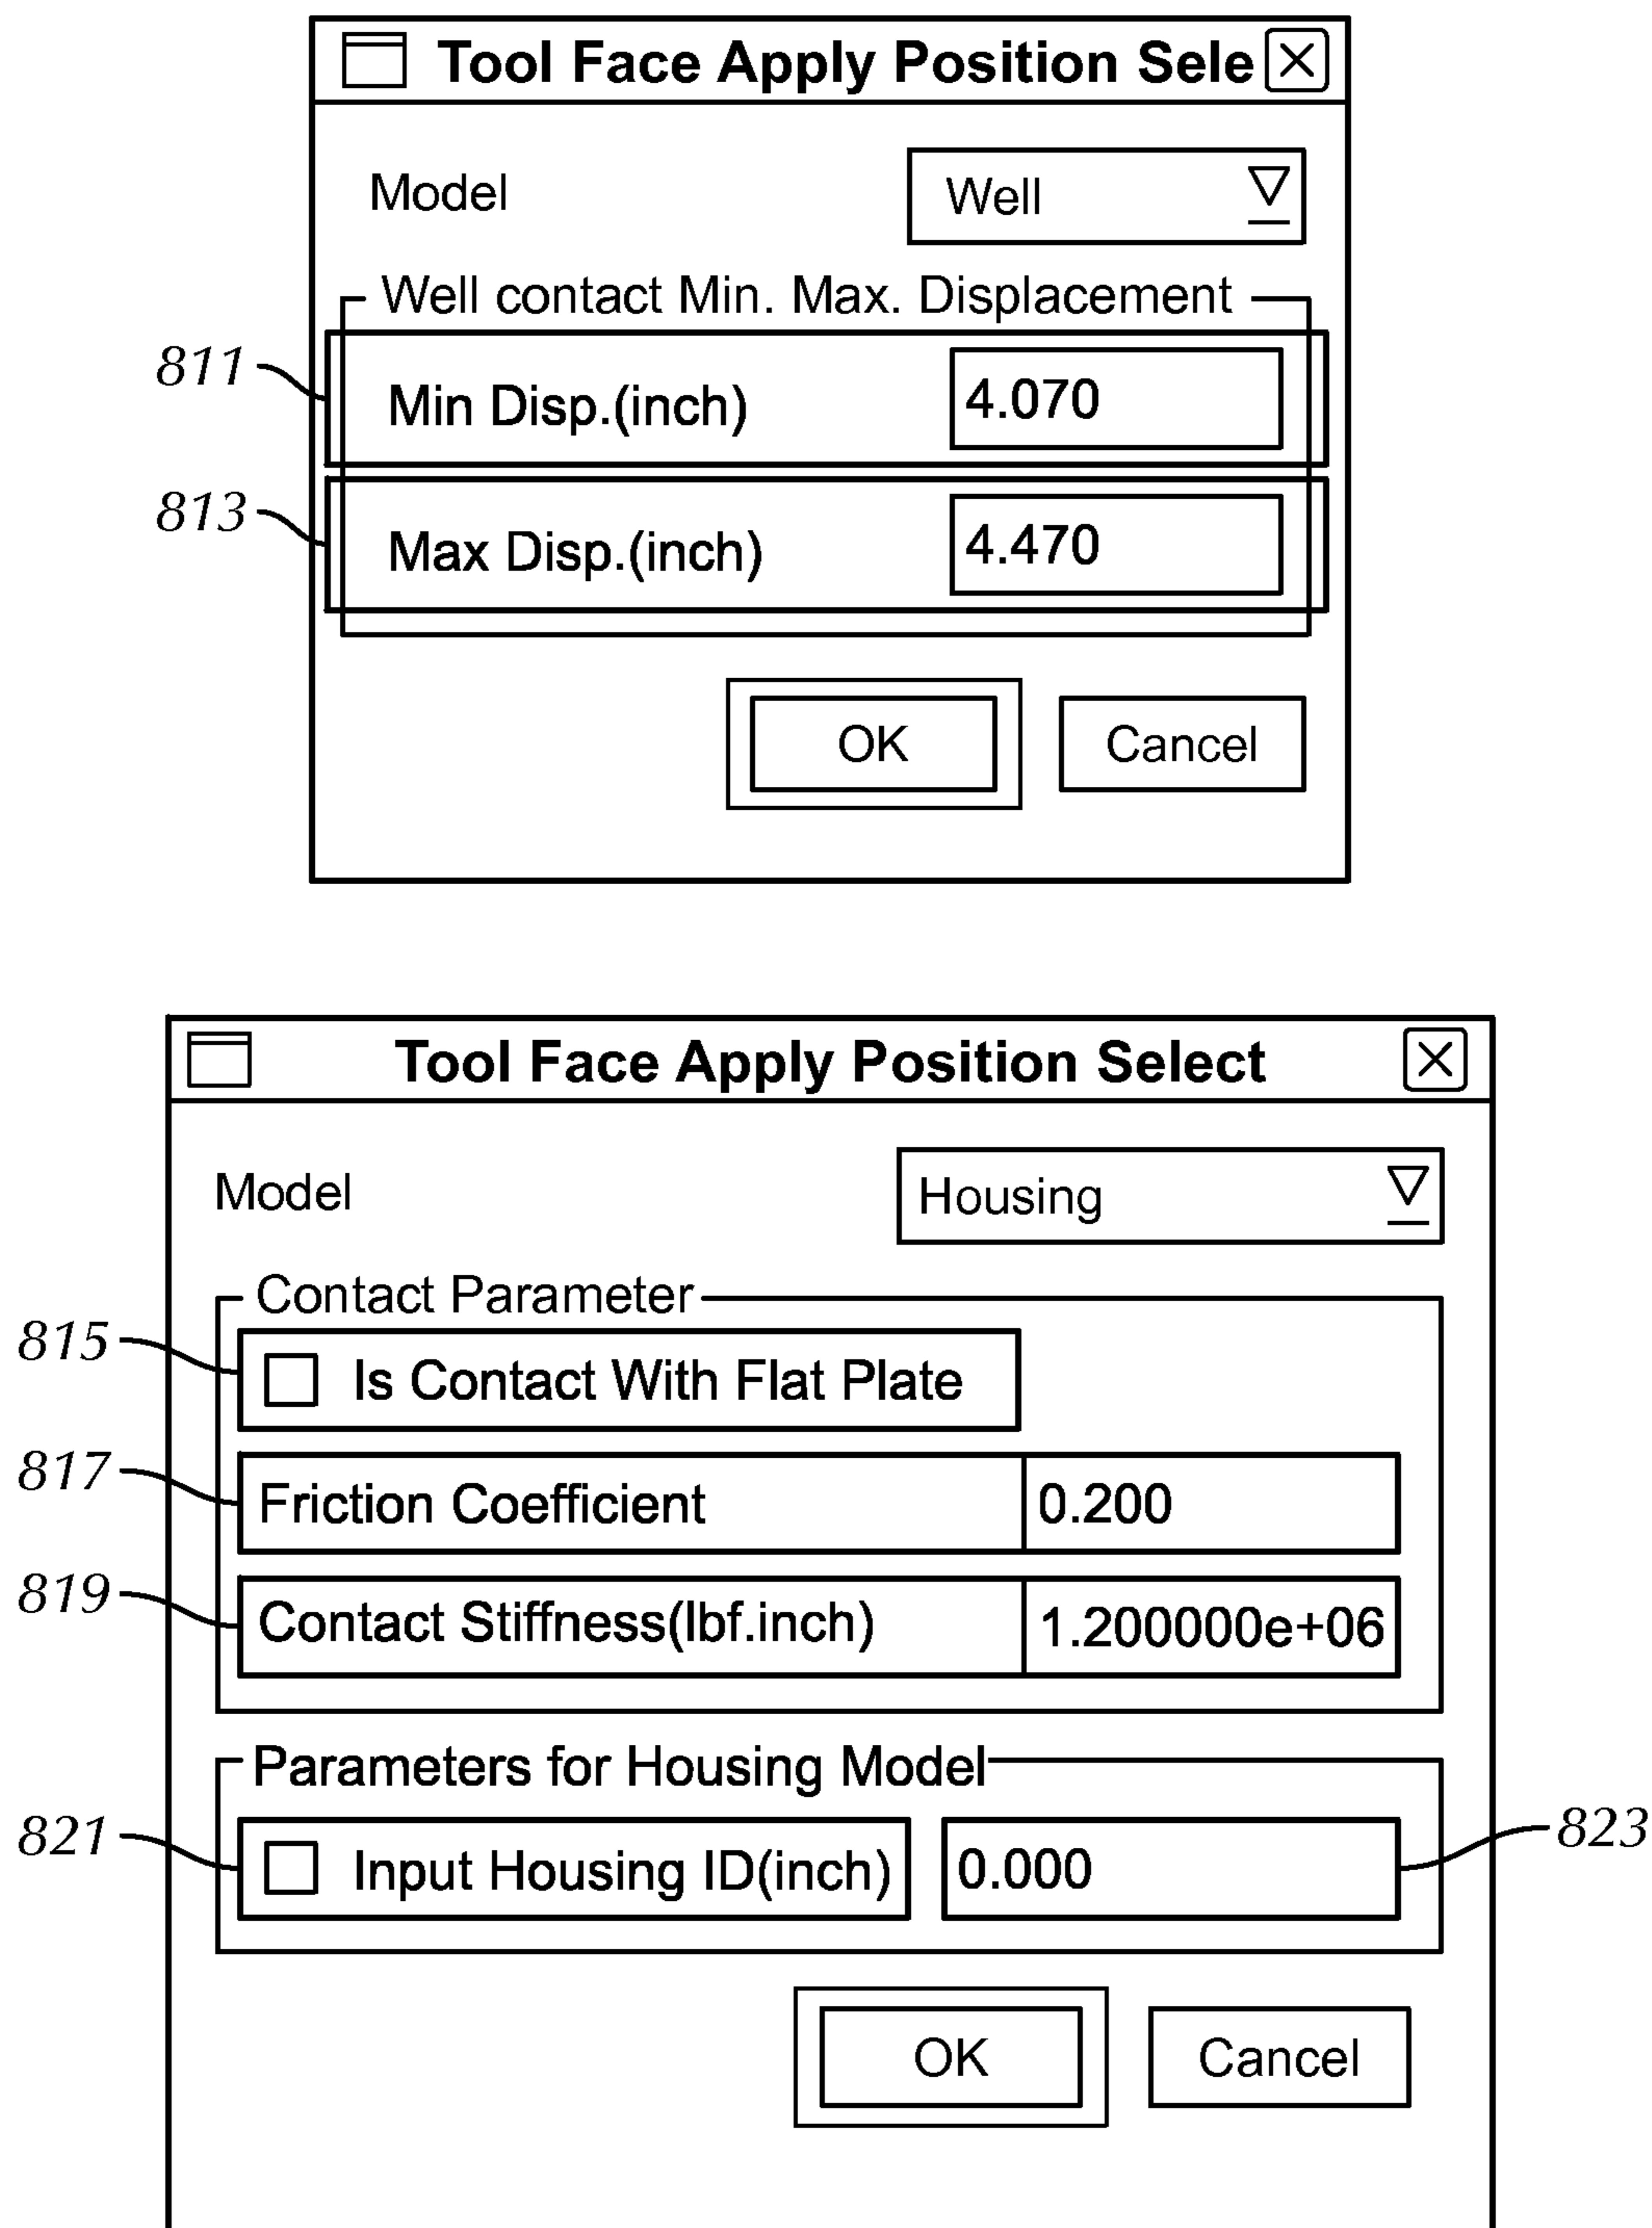 Tool Face Apply Position Sele
Model
Well
Well contact Min. Max. Displacement
811
Min Disp.(inch)
4.070
813
Max Disp.(inch)
4.470
OK
Cancel
Tool Face Apply Position Select
Model
Housing
Contact Parameter
815
Is Contact With Flat Plate
817
Friction Coefficient
0.200
819
Contact Stiffness(lbf.inch)
1.200000e+06
Parameters for Housing Model
821
Input Housing ID(inch)
0.000
823
OK
Cancel